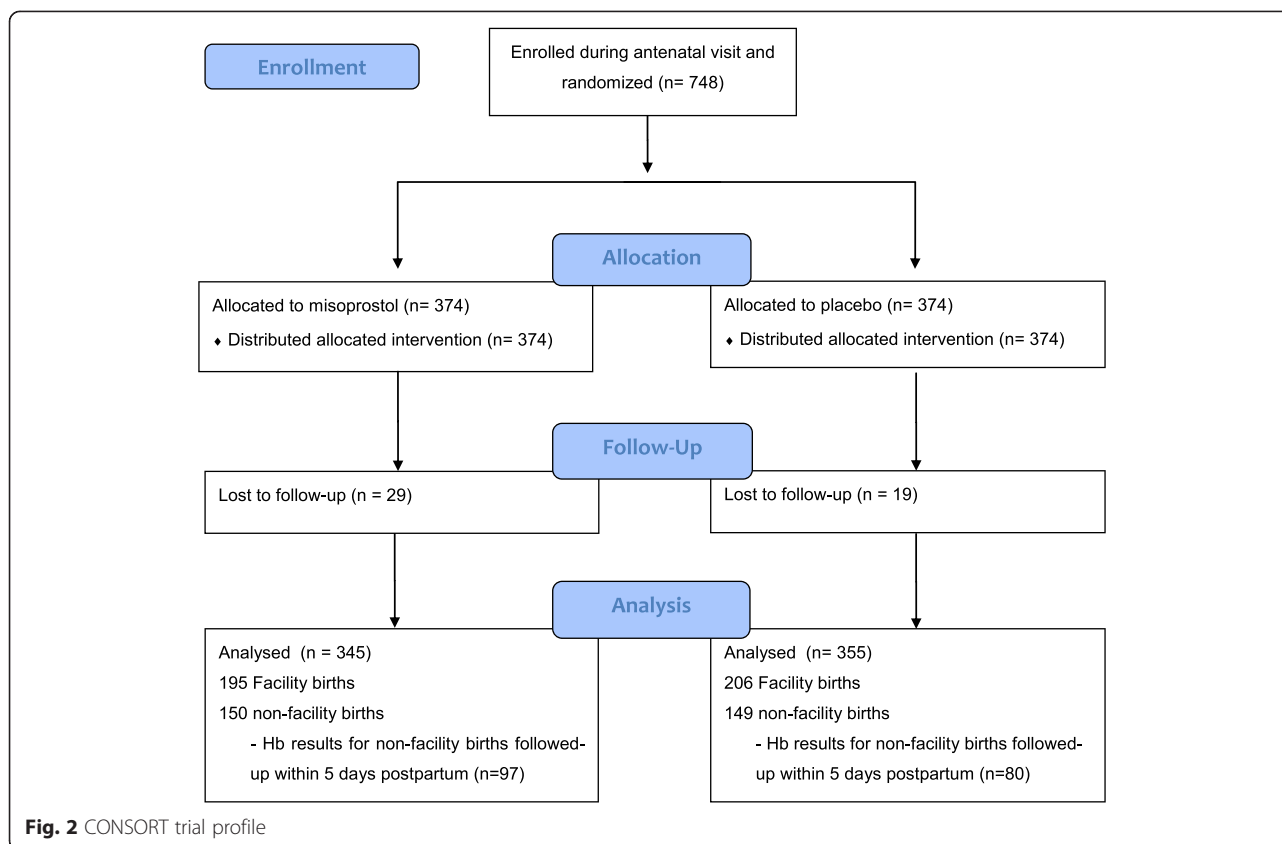 Enrollment
Enrolled during antenatal visit and
randomized (n= 748)
Allocation
Allocated to misoprostol (n= 374)
♦ Distributed allocated intervention (n= 374)
Allocated to placebo (n= 374)
♦ Distributed allocated intervention (n= 374)
Follow-Up
Lost to follow-up (n = 29)
Lost to follow-up (n = 19)
Analysis
Analysed (n = 345)
195 Facility births
150 non-facility births
- Hb results for non-facility births followed-
up within 5 days postpartum (n=97)
Analysed (n= 355)
206 Facility births
149 non-facility births
- Hb results for non-facility births followed-
up within 5 days postpartum (n=80)
Fig. 2 CONSORT trial profile